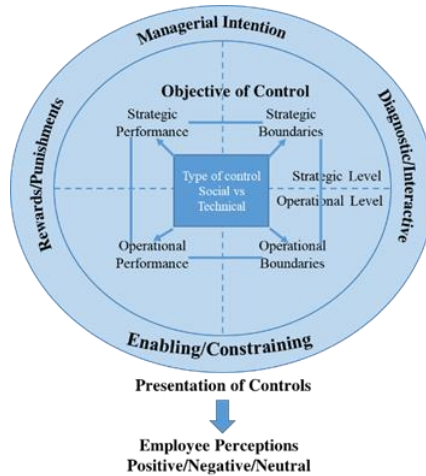 Managerial Intention
Rewards/Punishments
Diagnostic/Interactive
Objective of Control
Strategic
Performance
Strategic
Boundaries
Type of control
Social vs
Technical
Strategic Level
Operational Level
Operational
Performance
Operational
Boundaries
Enabling/Constraining
Presentation of Controls
Employee Perceptions
Positive/Negative/Neutral